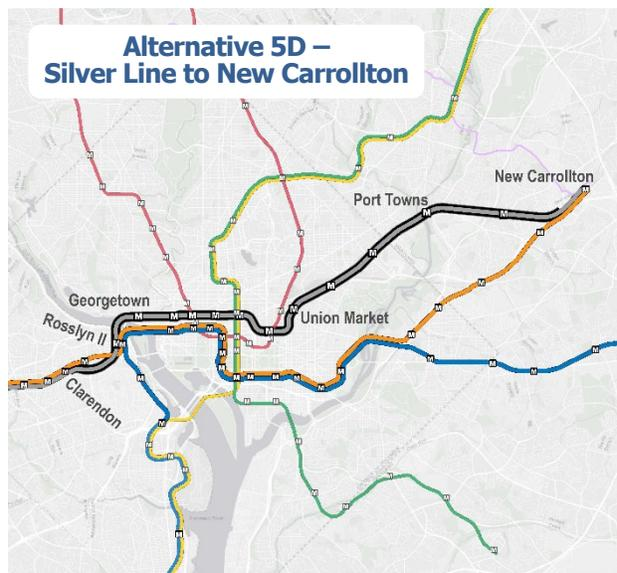 Alternative 5D –
Silver Line to New Carrollton
New Carrollton
Port Towns
Georgetown
Union Market
Rosslyn II
Clarendon